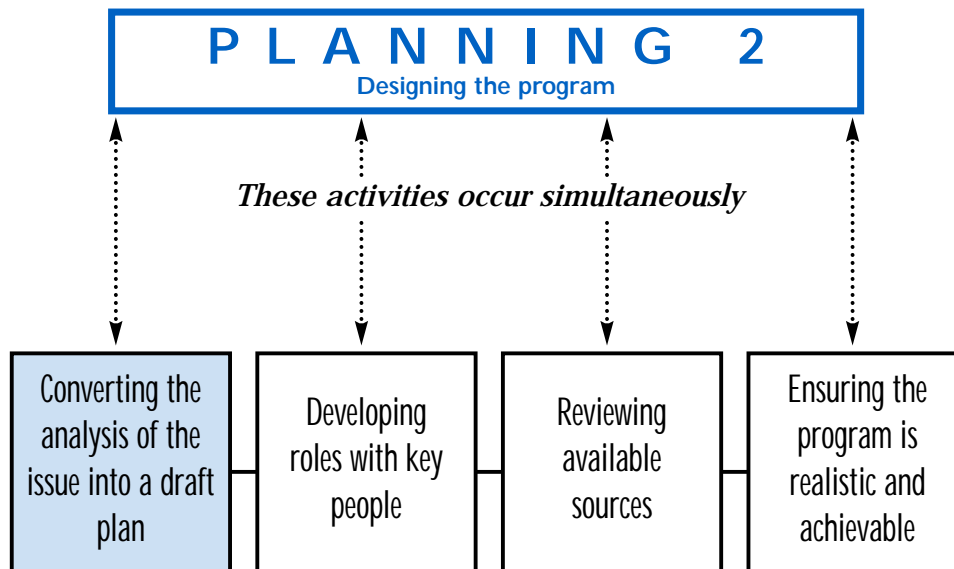 PLANNING 2
Designing the program
These activities occur simultaneously
Converting the
analysis of the
issue into a draft
plan
Developing
roles with key
people
Reviewing
available
sources
Ensuring the
program is
realistic and
achievable